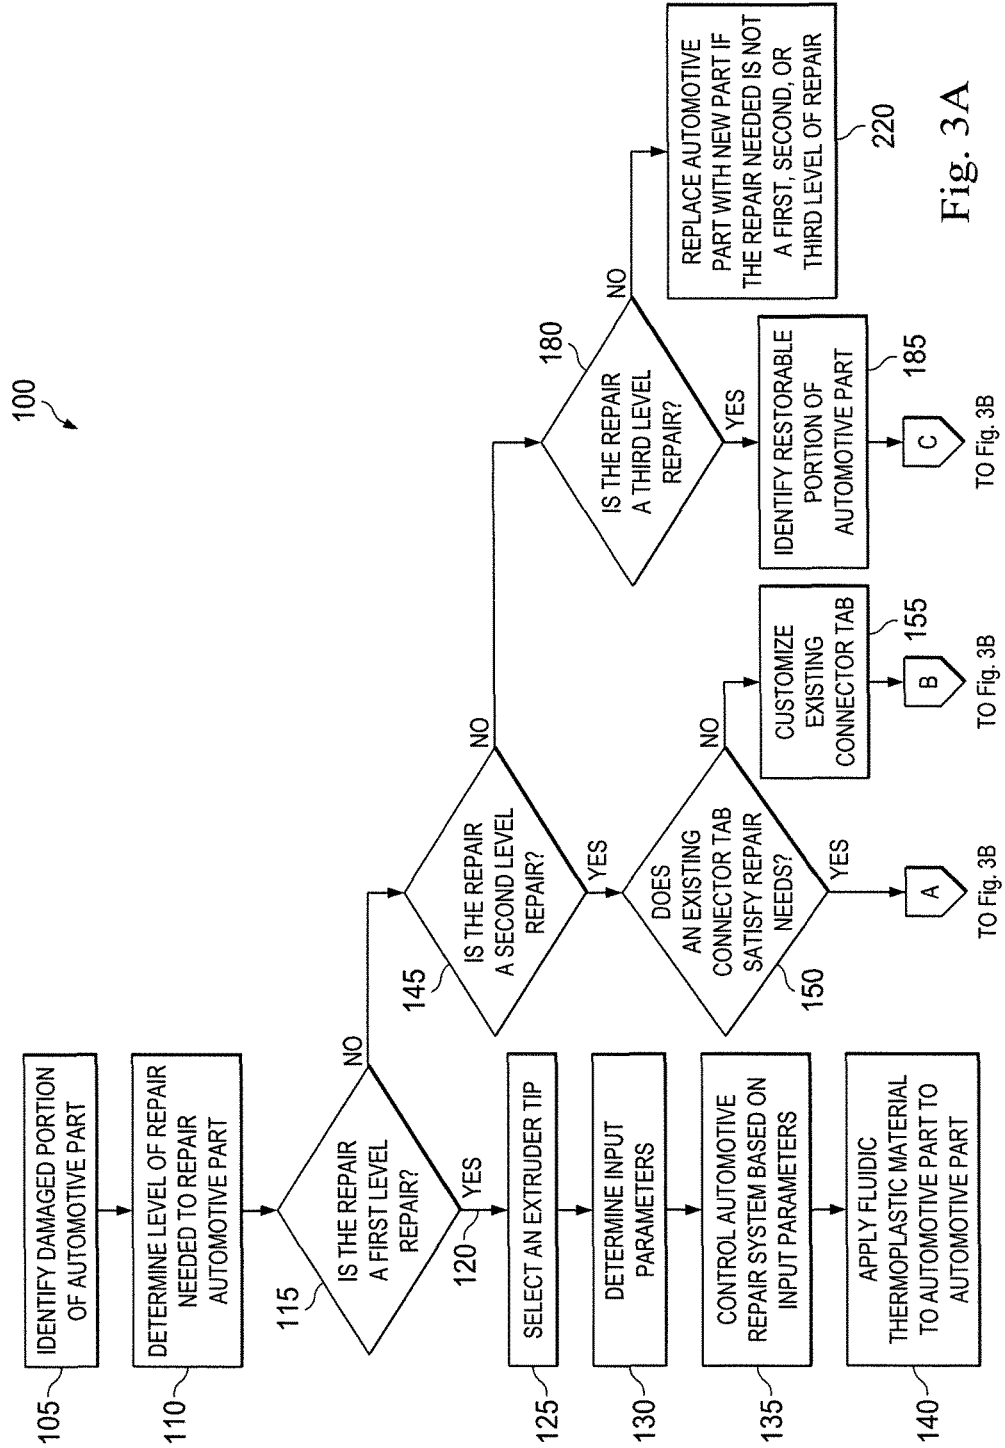 100
105
IDENTIFY DAMAGED PORTION
OF AUTOMOTIVE PART
110
DETERMINE LEVEL OF REPAIR
NEEDED TO REPAIR
AUTOMOTIVE PART
115
IS THE REPAIR
A FIRST LEVEL
REPAIR?
NO
YES
120
125
SELECT AN EXTRUDER TIP
130
DETERMINE INPUT
PARAMETERS
135
CONTROL AUTOMOTIVE
REPAIR SYSTEM BASED ON
INPUT PARAMETERS
140
APPLY FLUIDIC
THERMOPLASTIC MATERIAL
TO AUTOMOTIVE PART TO
AUTOMOTIVE PART
145
IS THE REPAIR
A SECOND LEVEL
REPAIR?
NO
YES
150
DOES
AN EXISTING
CONNECTOR TAB
SATISFY REPAIR
NEEDS?
NO
YES
A
TO Fig. 3B
CUSTOMIZE
EXISTING
CONNECTOR TAB
155
B
TO Fig. 3B
180
IS THE REPAIR
A THIRD LEVEL
REPAIR?
NO
YES
IDENTIFY RESTORABLE
PORTION OF
AUTOMOTIVE PART
185
C
TO Fig. 3B
REPLACE AUTOMOTIVE
PART WITH NEW PART IF
THE REPAIR NEEDED IS NOT
A FIRST, SECOND, OR
THIRD LEVEL OF REPAIR
220
Fig. 3A